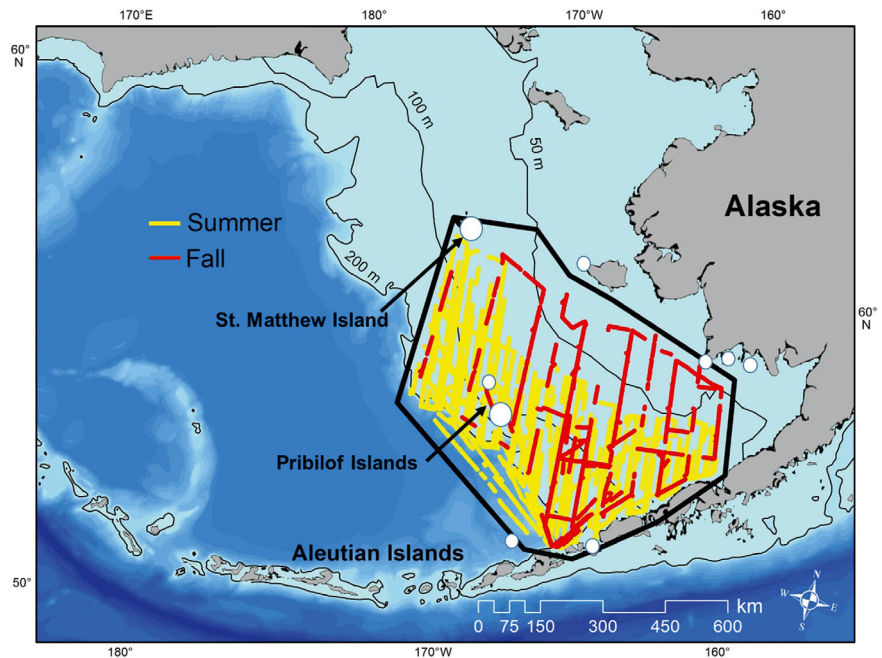 170°E 180° 170°W 160°
60°
N
100 m
50 m
Alaska
Summer
Fall
200 m
St. Matthew Island
60°
N
Pribilof Islands
Aleutian Islands
50°
N
W E
S
km
0 75 150 300 450 600
180° 170°W 160°